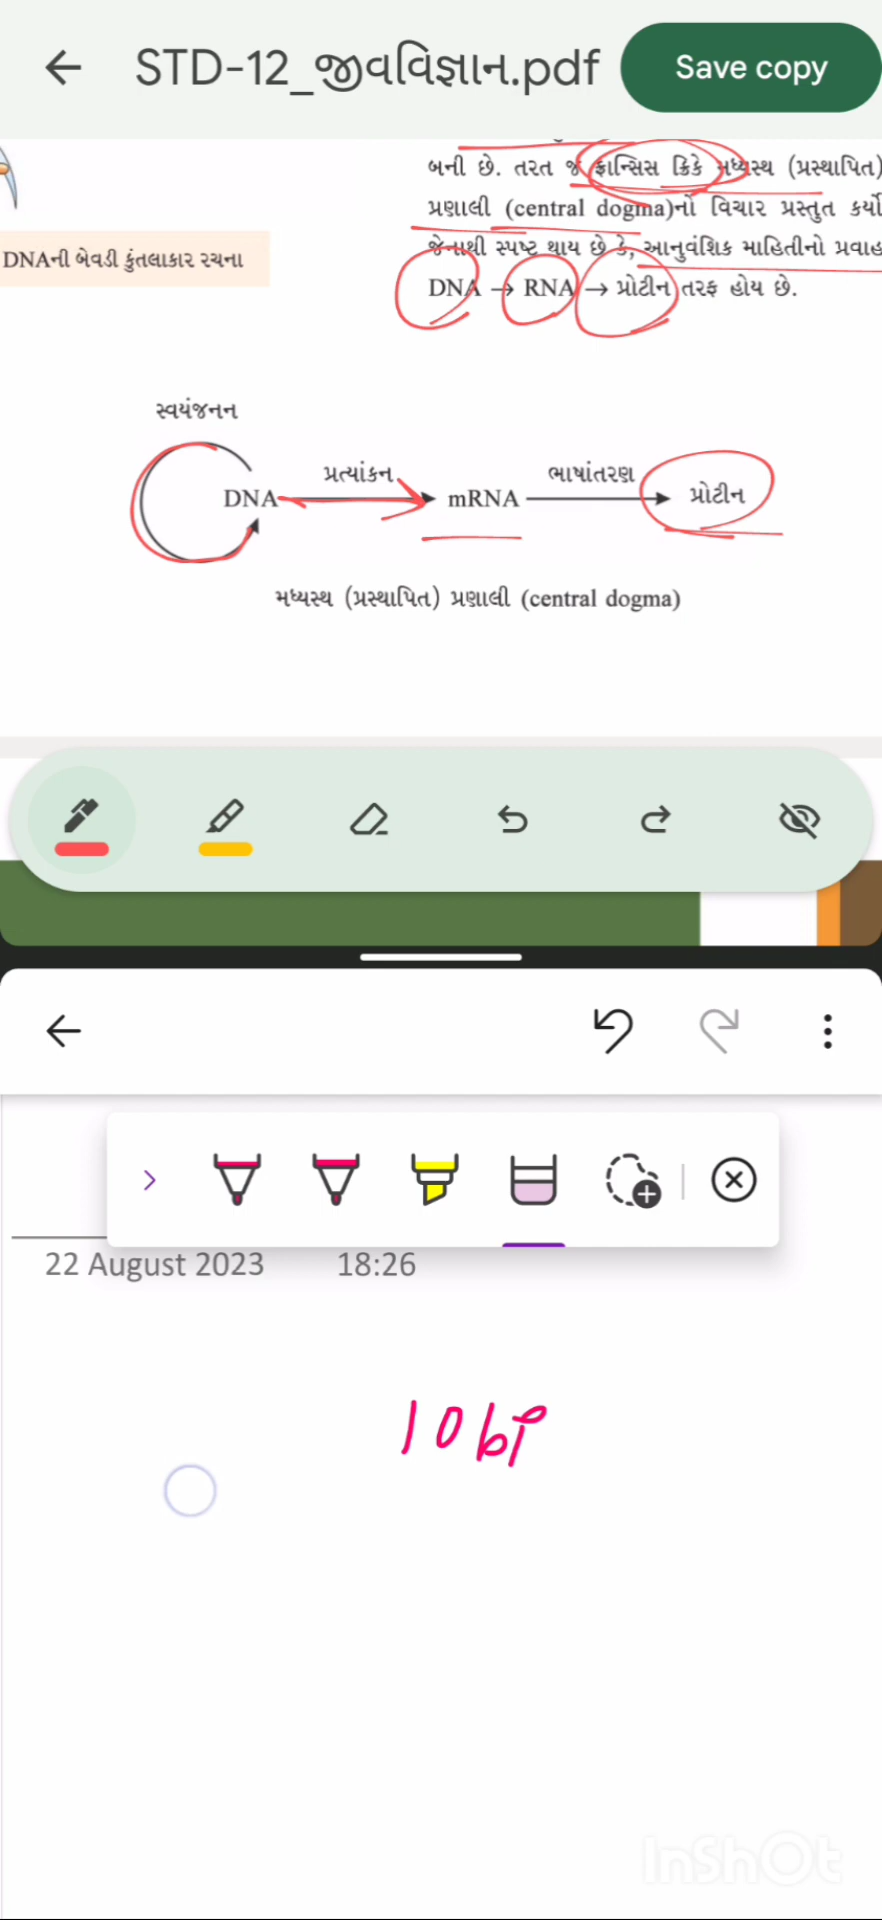 STD-12_જીવવિજ્ઞાન.pdf
Save copy
બની છે. તરત જ ફ્રાન્સિસ ક્રિકે મધ્યસ્થ (પ્રસ્થાપિત)
પ્રણાલી (central dogma)નો વિચાર પ્રસ્તુત કર્યો
જેનાથી સ્પષ્ટ થાય છે કે, આનુવંશિક માહિતીનો પ્રવાહ
DNA → RNA → પ્રોટીન તરફ હોય છે.
DNAની બેવડી કુંતલાકાર રચના
સ્વયંજનન
પ્રત્યાંકન
ભાષાંતરણ
DNA → mRNA → પ્રોટીન
મધ્યસ્થ (પ્રસ્થાપિત) પ્રણાલી (central dogma)
22 August 2023 18:26
10 bP
InShOt